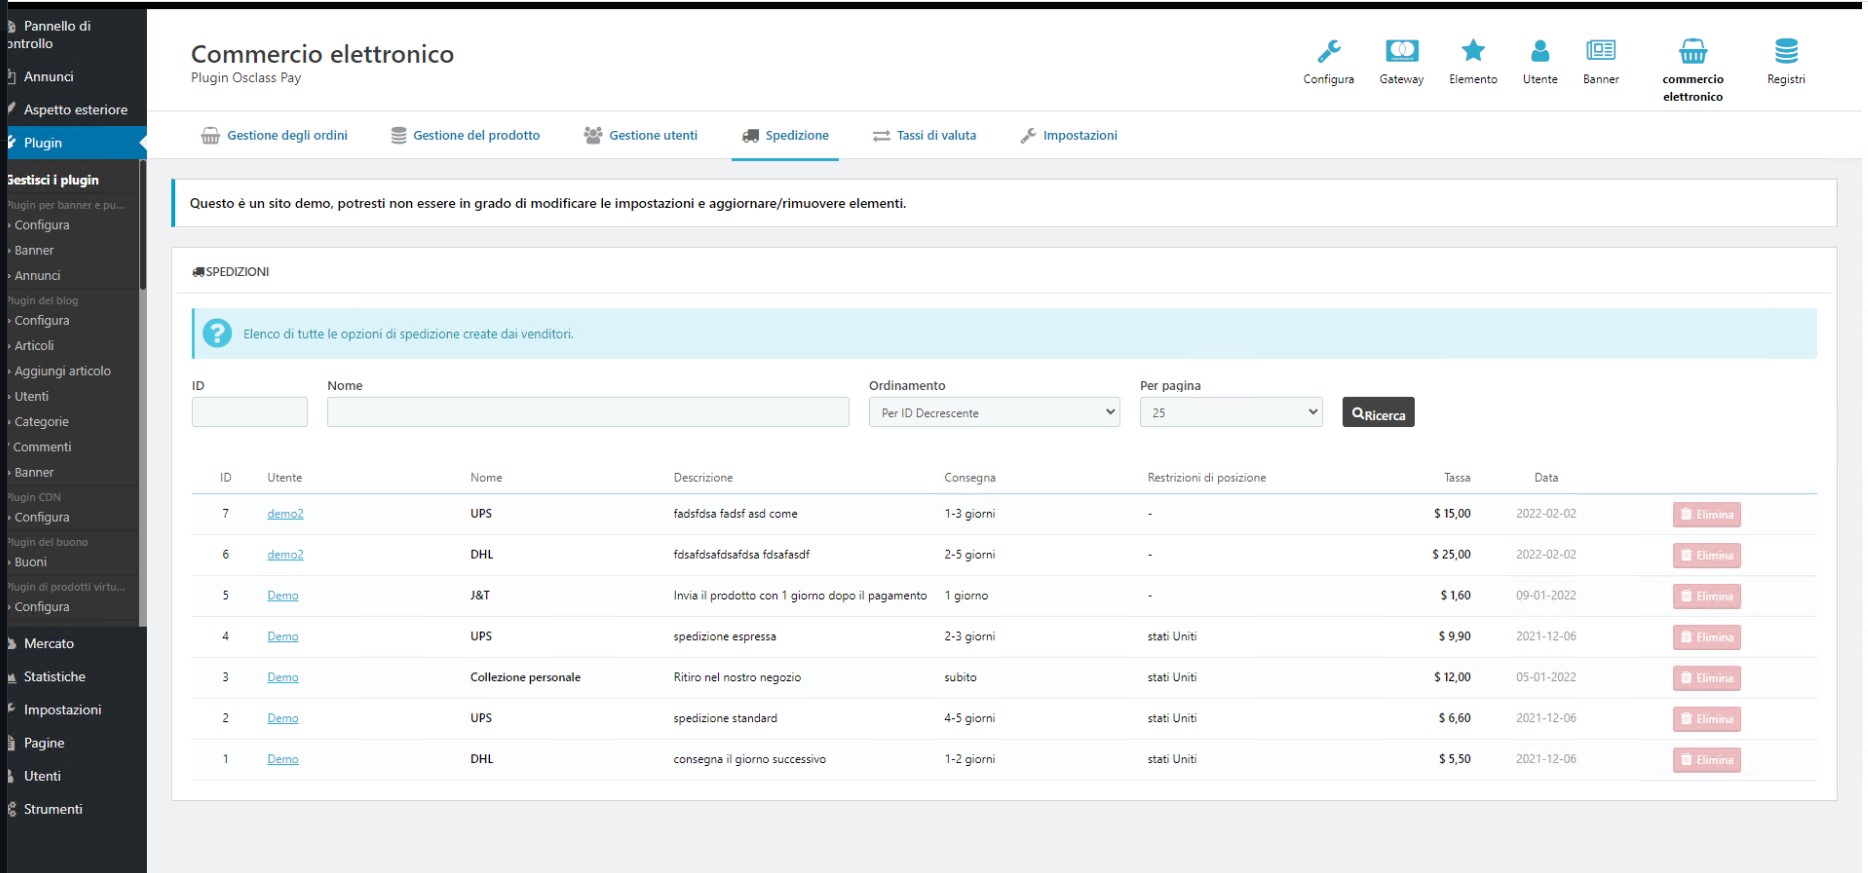 Pannello di
ontrollo
Annunci
Aspetto esteriore
Plugin
Gestisci i plugin
Plugin per banner e pu...
Configura
Banner
Annunci
Plugin del blog
Configura
Articoli
Aggiungi articolo
Utenti
Categorie
Commenti
Banner
Plugin CDN
Configura
Plugin del buono
Buoni
Plugin di prodotti virtu...
Configura
Mercato
Statistiche
Impostazioni
Pagine
Utenti
Strumenti
Commercio elettronico
Plugin Osclass Pay
Configura
Gateway
Elemento
Utente
Banner
commercio
elettronico
Registri
Gestione degli ordini
Gestione del prodotto
Gestione utenti
Spedizione
Tassi di valuta
Impostazioni
Questo è un sito demo, potresti non essere in grado di modificare le impostazioni e aggiornare/rimuovere elementi.
SPEDIZIONI
? Elenco di tutte le opzioni di spedizione create dai venditori.
ID Nome Ordinamento Per pagina
Per ID Decrescente 25 Ricerca
ID Utente Nome Descrizione Consegna Restrizioni di posizione Tassa Data
7 demo2 UPS fadsfdsa fadsf asd come 1-3 giorni - $ 15,00 2022-02-02 Elimina
6 demo2 DHL fdsafdsafdsafdsa fdsafasdf 2-5 giorni - $ 25,00 2022-02-02 Elimina
5 Demo J&T Invia il prodotto con 1 giorno dopo il pagamento 1 giorno - $ 1,60 09-01-2022 Elimina
4 Demo UPS spedizione espressa 2-3 giorni stati Uniti $ 9,90 2021-12-06 Elimina
3 Demo Collezione personale Ritiro nel nostro negozio subito stati Uniti $ 12,00 05-01-2022 Elimina
2 Demo UPS spedizione standard 4-5 giorni stati Uniti $ 6,60 2021-12-06 Elimina
1 Demo DHL consegna il giorno successivo 1-2 giorni stati Uniti $ 5,50 2021-12-06 Elimina